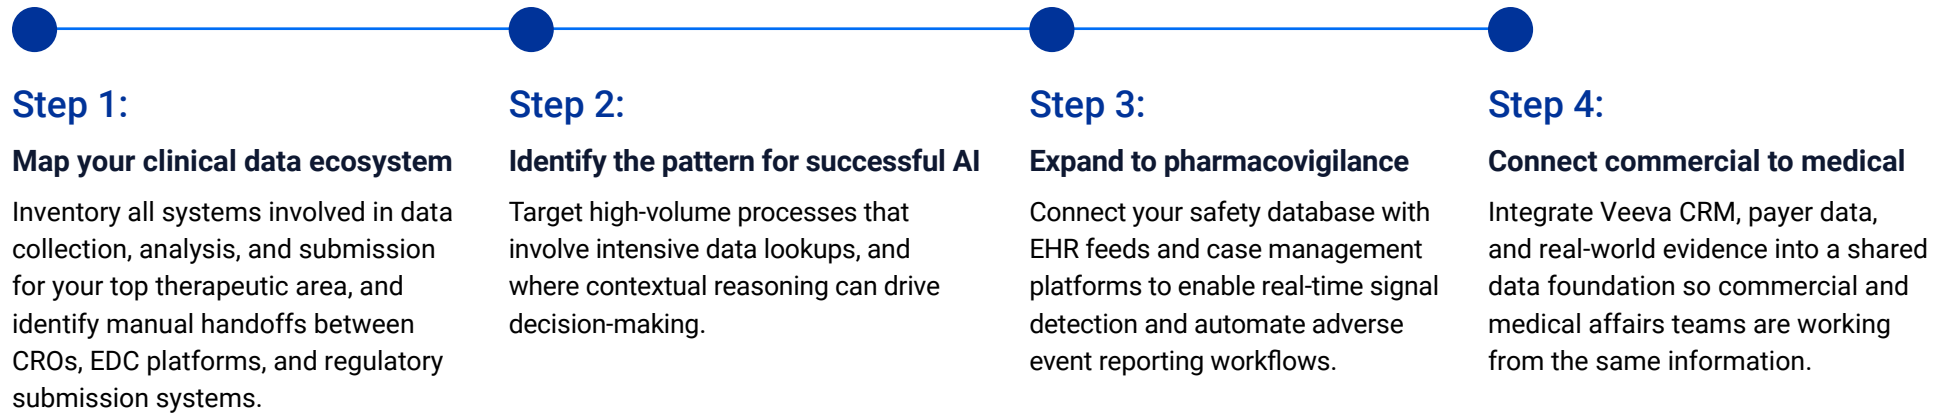 Step 1:
Map your clinical data ecosystem
Inventory all systems involved in data
collection, analysis, and submission
for your top therapeutic area, and
identify manual handoffs between
CROs, EDC platforms, and regulatory
submission systems.
Step 2:
Identify the pattern for successful AI
Target high-volume processes that
involve intensive data lookups, and
where contextual reasoning can drive
decision-making.
Step 3:
Expand to pharmacovigilance
Connect your safety database with
EHR feeds and case management
platforms to enable real-time signal
detection and automate adverse
event reporting workflows.
Step 4:
Connect commercial to medical
Integrate Veeva CRM, payer data,
and real-world evidence into a shared
data foundation so commercial and
medical affairs teams are working
from the same information.